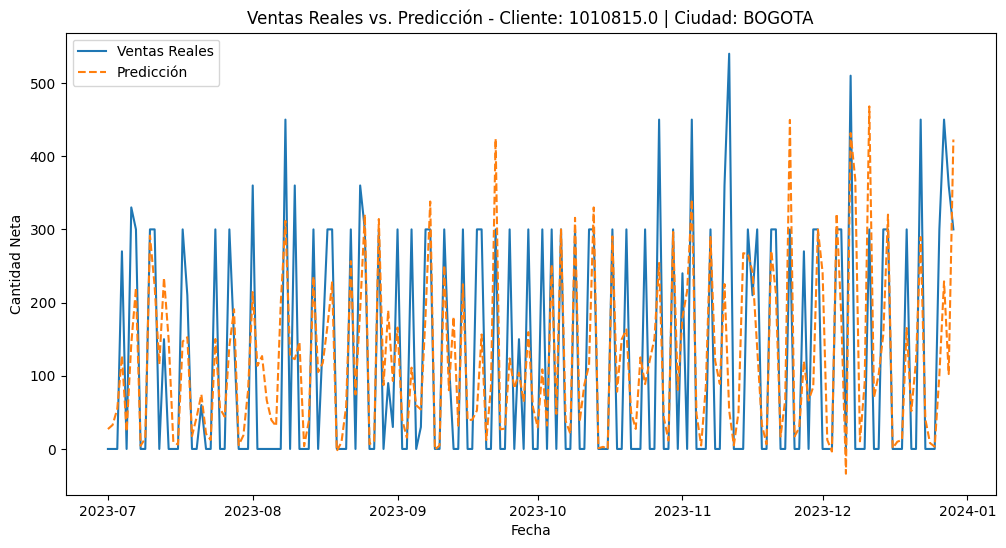 Ventas Reales vs. Predicción - Cliente: 1010815.0 | Ciudad: BOGOTA
Ventas Reales
Predicción
Cantidad Neta
500
400
300
200
100
0
2023-07
2023-08
2023-09
2023-10
2023-11
2023-12
2024-01
Fecha